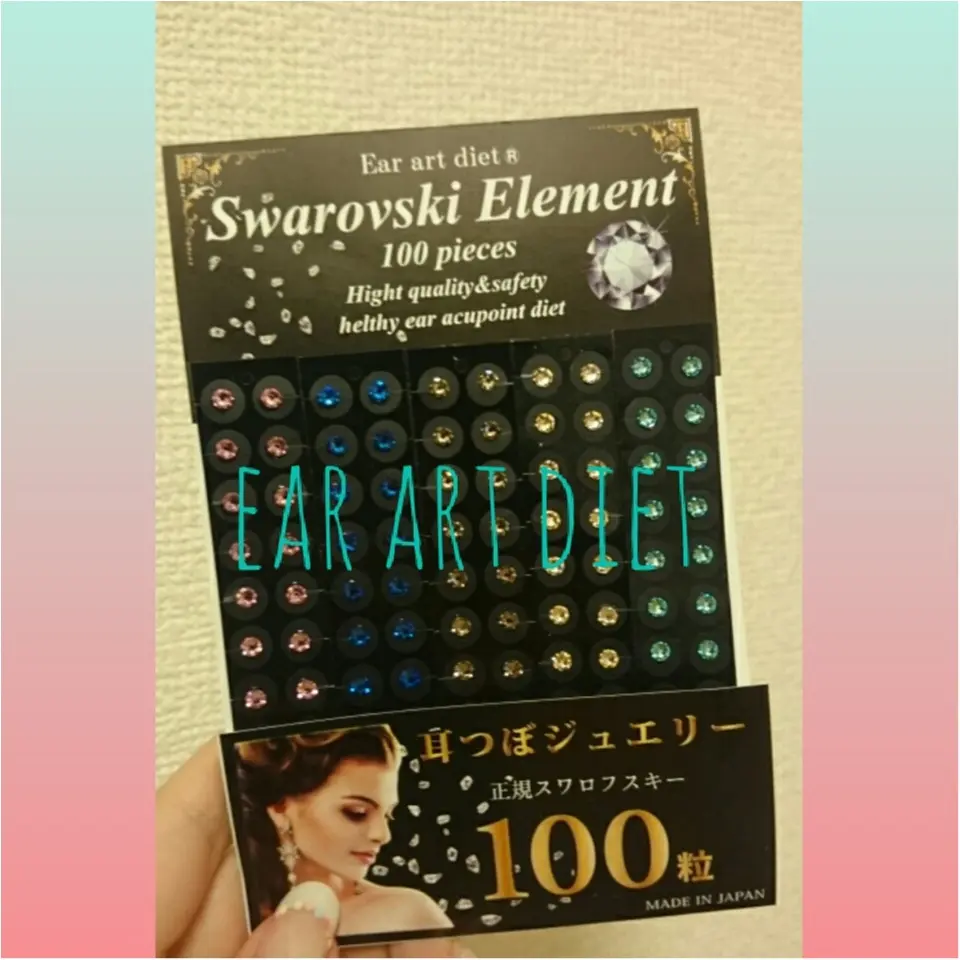 Ear art diet®
Swarovski Element
100 pieces
Hight quality&safety
helthy ear acupoint diet
EAR ART DIET
耳つぼジュエリー
正規スワロフスキー
100粒
MADE IN JAPAN